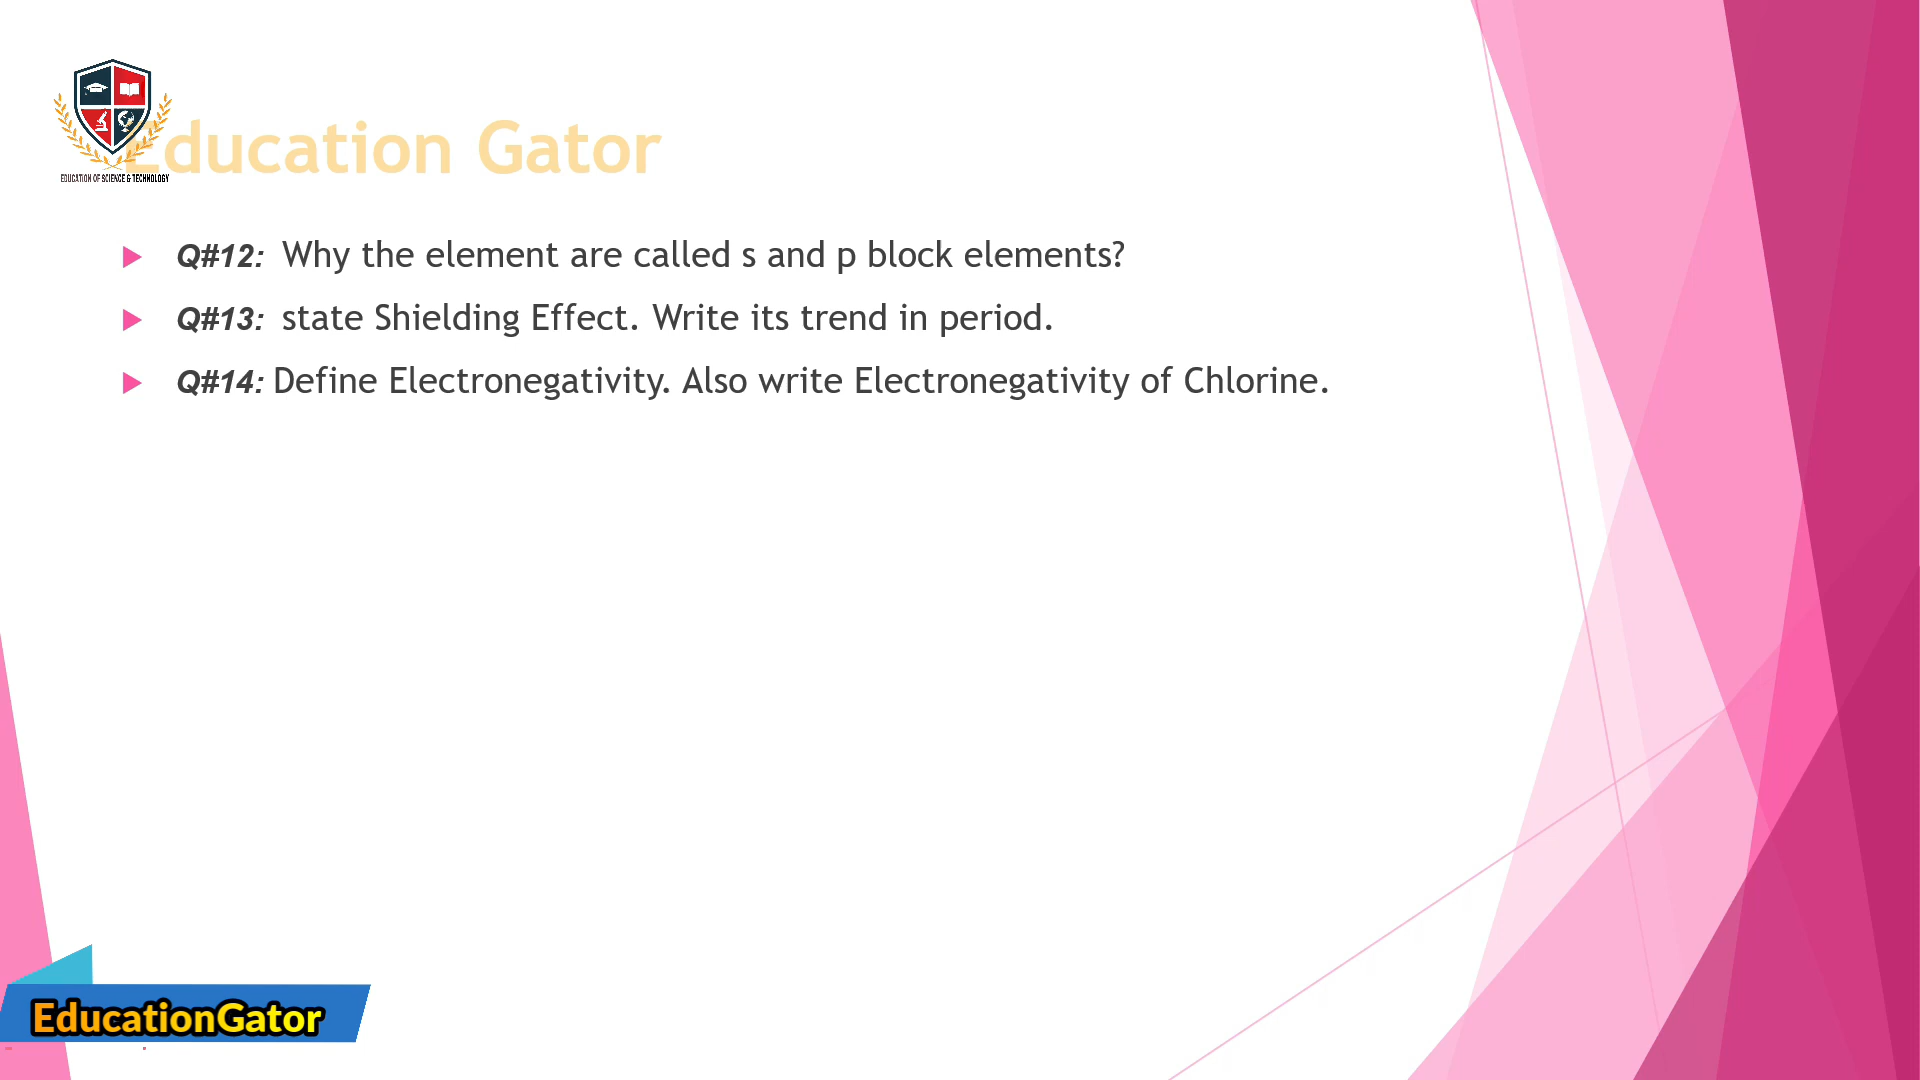 Education Gator
EDUCATION OF SCIENCE & TECHNOLOGY
Q#12: Why the element are called s and p block elements?
Q#13: state Shielding Effect. Write its trend in period.
Q#14: Define Electronegativity. Also write Electronegativity of Chlorine.
EducationGator